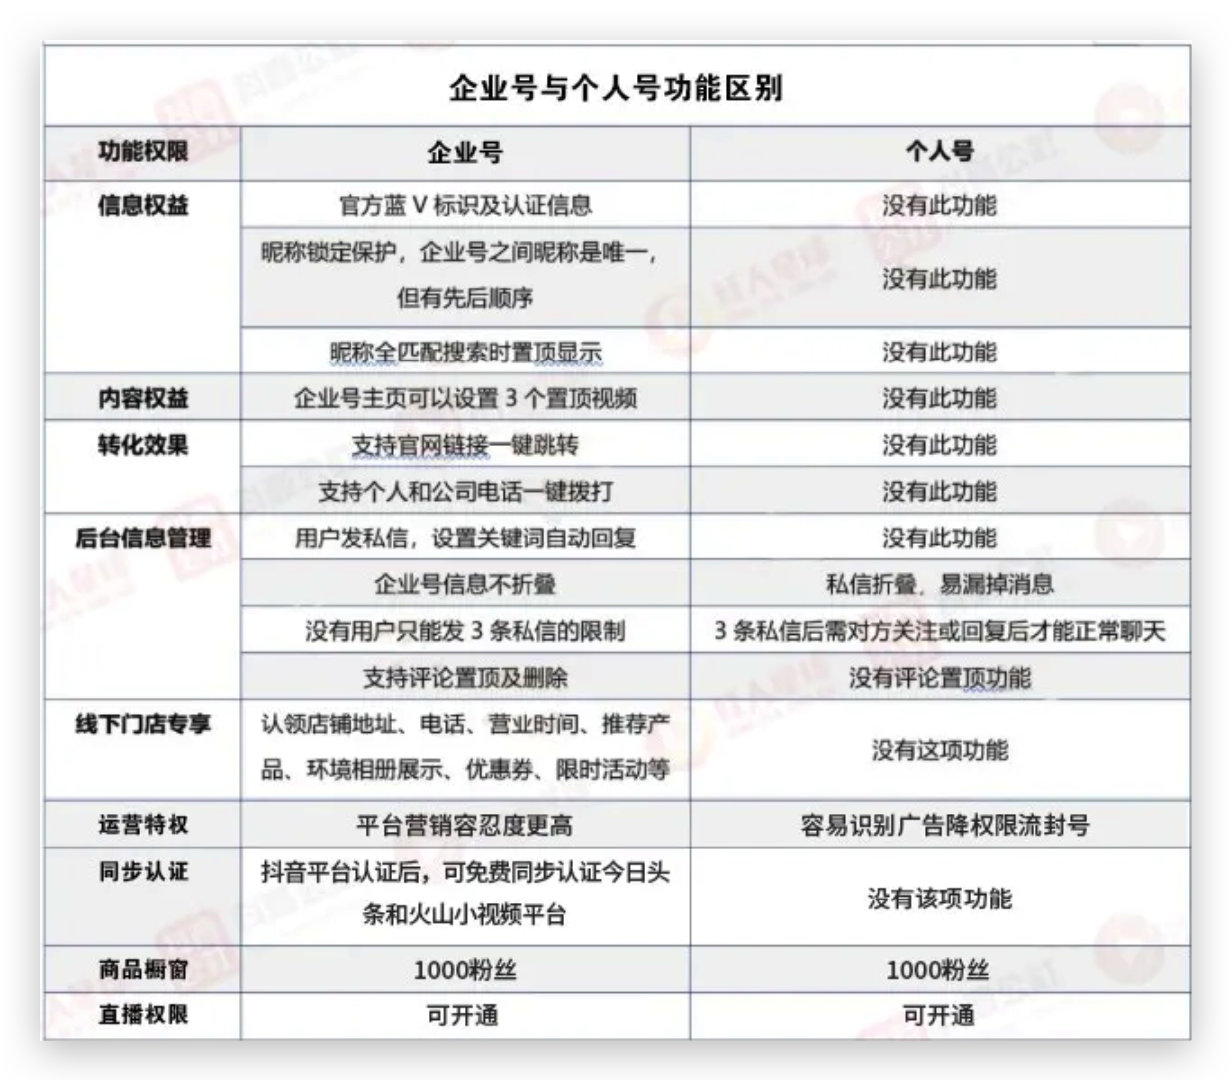 企业号与个人号功能区别
功能权限 企业号 个人号
信息权益 官方蓝 V 标识及认证信息 没有此功能
昵称锁定保护，企业号之间昵称是唯一，
但有先后顺序
没有此功能
昵称全匹配搜索时置顶显示 没有此功能
内容权益 企业号主页可以设置 3 个置顶视频 没有此功能
转化效果 支持官网链接一键跳转 没有此功能
支持个人和公司电话一键拨打 没有此功能
后台信息管理 用户发私信，设置关键词自动回复 没有此功能
企业号信息不折叠 私信折叠，易漏掉消息
没有用户只能发 3 条私信的限制 3 条私信后需对方关注或回复后才能正常聊天
支持评论置顶及删除 没有评论置顶功能
线下门店专享 认领店铺地址、电话、营业时间、推荐产
品、环境相册展示、优惠券、限时活动等
没有这项功能
运营特权 平台营销容忍度更高 容易识别广告降权限流封号
同步认证 抖音平台认证后，可免费同步认证今日头
条和火山小视频平台
没有该项功能
商品橱窗 1000粉丝 1000粉丝
直播权限 可开通 可开通